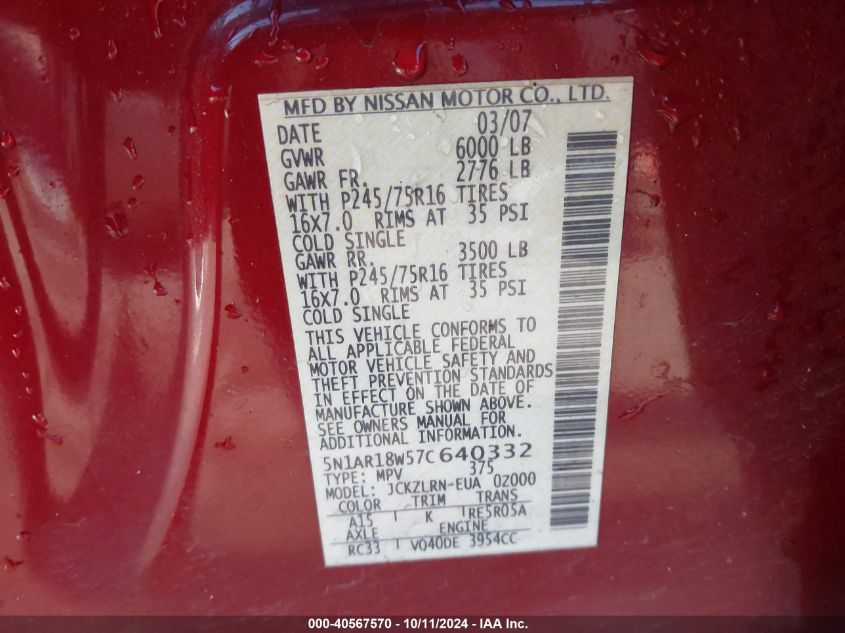 MFD BY NISSAN MOTOR CO., LTD.
DATE 03/07
GVWR 6000 LB
GAWR FR. 2776 LB
WITH P245/75R16 TIRES
16X7.0 RIMS AT 35 PSI
COLD SINGLE
GAWR RR. 3500 LB
WITH P245/75R16 TIRES
16X7.0 RIMS AT 35 PSI
COLD SINGLE
THIS VEHICLE CONFORMS TO
ALL APPLICABLE FEDERAL
MOTOR VEHICLE SAFETY AND
THEFT PREVENTION STANDARDS
IN EFFECT ON THE DATE OF
MANUFACTURE SHOWN ABOVE.
SEE OWNERS MANUAL FOR
ADDITIONAL INFORMATION.
5N1AR18W57C640332
TYPE: MPV 375
MODEL: JCKZLRN-EUA 0Z000
COLOR TRIM TRANS
A15 K RE5R05A
AXLE ENGINE
RC33 VQ40DE 3954CC
000-40567570 - 10/11/2024 - IAA Inc.